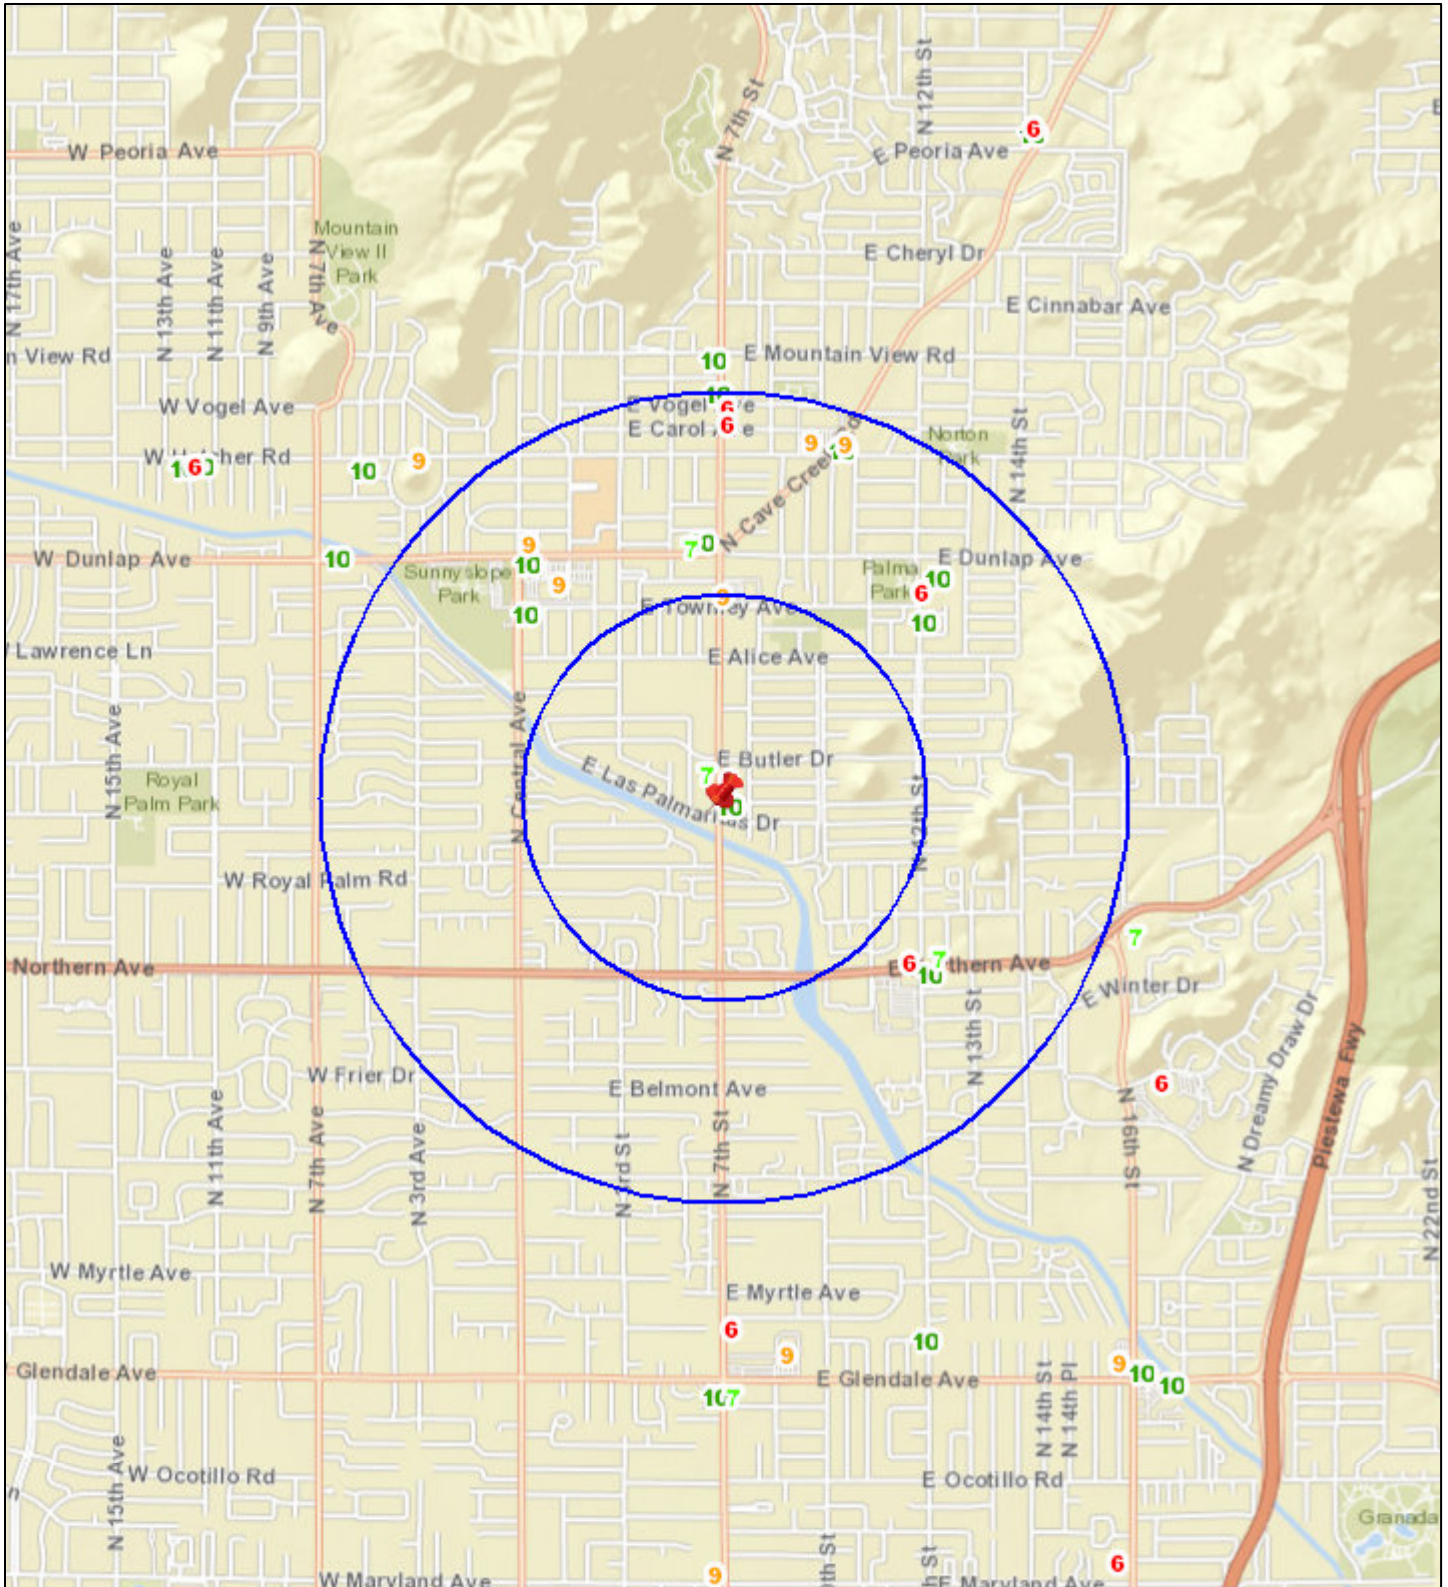 N 7th St
N 12th St
6
W Peoria Ave
E Peoria Ave
Mountain
View II
Park
N 17th Ave
N 13th Ave
N 11th Ave
N 9th Ave
N 7th Ave
E Cheryl Dr
E Cinnabar Ave
n View Rd
10
E Mountain View Rd
W Vogel Ave
6
E Carol
6
9
9
Norton
Park
N 14th St
6
10
9
N Cave Creek
W Dunlap Ave
10
9
10
7
E Dunlap Ave
Sunnyslope
Park
9
Palma
Park
10
6
10
9
E Townley Ave
10
Lawrence Ln
E Alice Ave
N 15th Ave
N Central Ave
E Butler Dr
7
10
E Las Palmaritas Dr
Royal
Palm Park
N 12th St
W Royal Palm Rd
Northern Ave
6
7
10
7
E Winter Dr
N 13th St
W Frier Dr
E Belmont Ave
6
N 16th St
N Dreamy Draw Dr
Piestewa Fwy
N 11th Ave
N 7th Ave
N 3rd Ave
N 3rd St
N 7th St
N 22nd St
W Myrtle Ave
E Myrtle Ave
6
10
9
9
10
10
Glendale Ave
E Glendale Ave
10
7
N 14th St
N 14th Pl
N 15th Ave
W Ocotillo Rd
E Ocotillo Rd
Granada
6
9
W Maryland Ave
E Maryland Ave